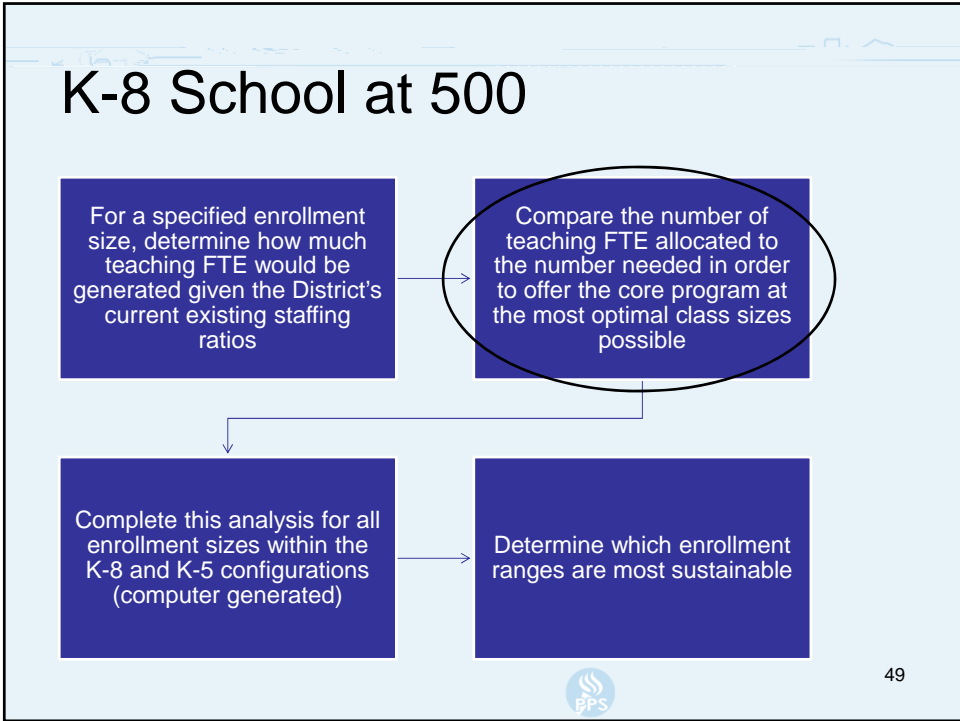 K-8 School at 500
For a specified enrollment
size, determine how much
teaching FTE would be
generated given the District's
current existing staffing
ratios
Compare the number of
teaching FTE allocated to
the number needed in order
to offer the core program at
the most optimal class sizes
possible
Complete this analysis for all
enrollment sizes within the
K-8 and K-5 configurations
(computer generated)
Determine which enrollment
ranges are most sustainable
PPS
49